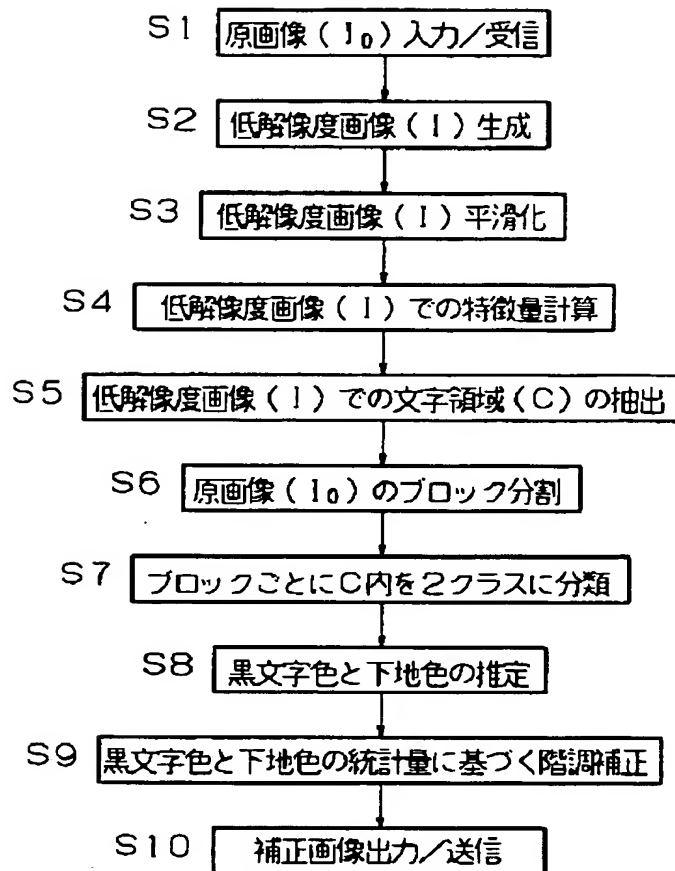 S1 原画像(I₀)入力/受信
S2 低解像度画像(I)生成
S3 低解像度画像(I)平滑化
S4 低解像度画像(I)での特徴量計算
S5 低解像度画像(I)での文字領域(C)の抽出
S6 原画像(I₀)のブロック分割
S7 ブロックごとにC内を2クラスに分類
S8 黒文字色と下地色の推定
S9 黒文字色と下地色の統計量に基づく階調補正
S10 補正画像出力/送信